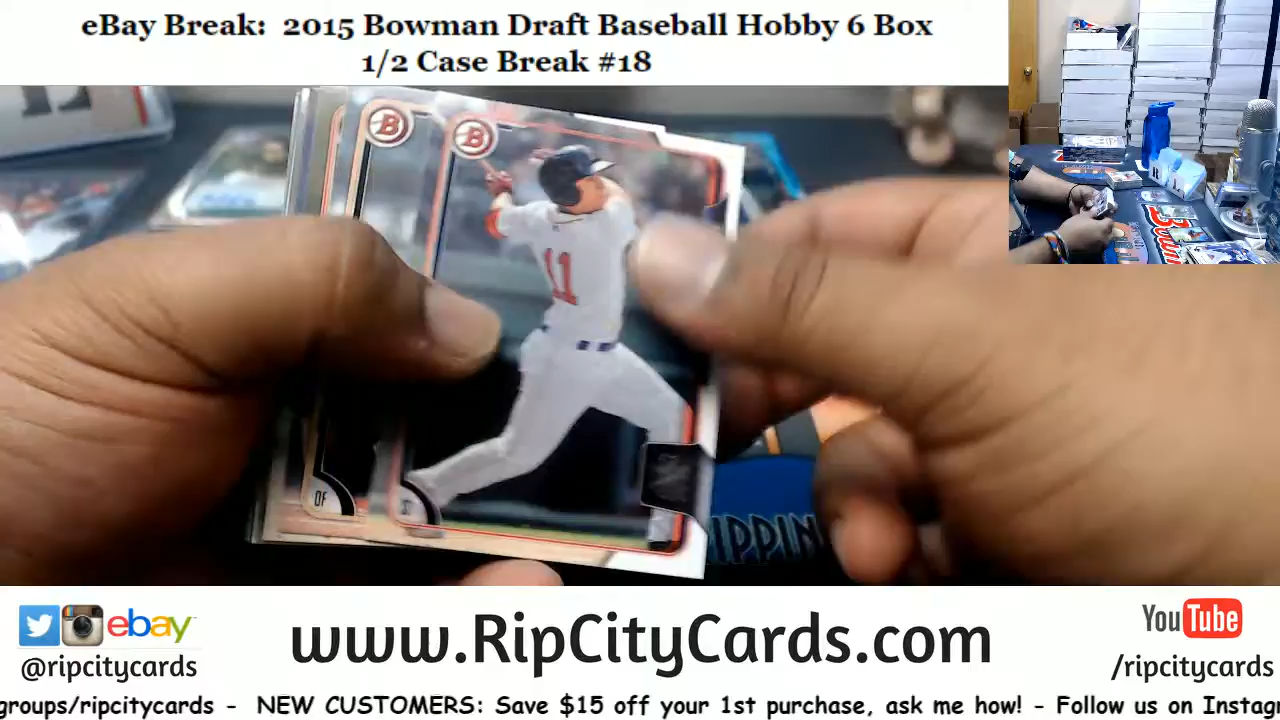 eBay Break:  2015 Bowman Draft Baseball Hobby 6 Box
1/2 Case Break #18
B
B
11
OF
IPPIN
Bowm
ebay
@ripcitycards
www.RipCityCards.com
YouTube
/ripcitycards
groups/ripcitycards -  NEW CUSTOMERS: Save $15 off your 1st purchase, ask me how! - Follow us on Instag